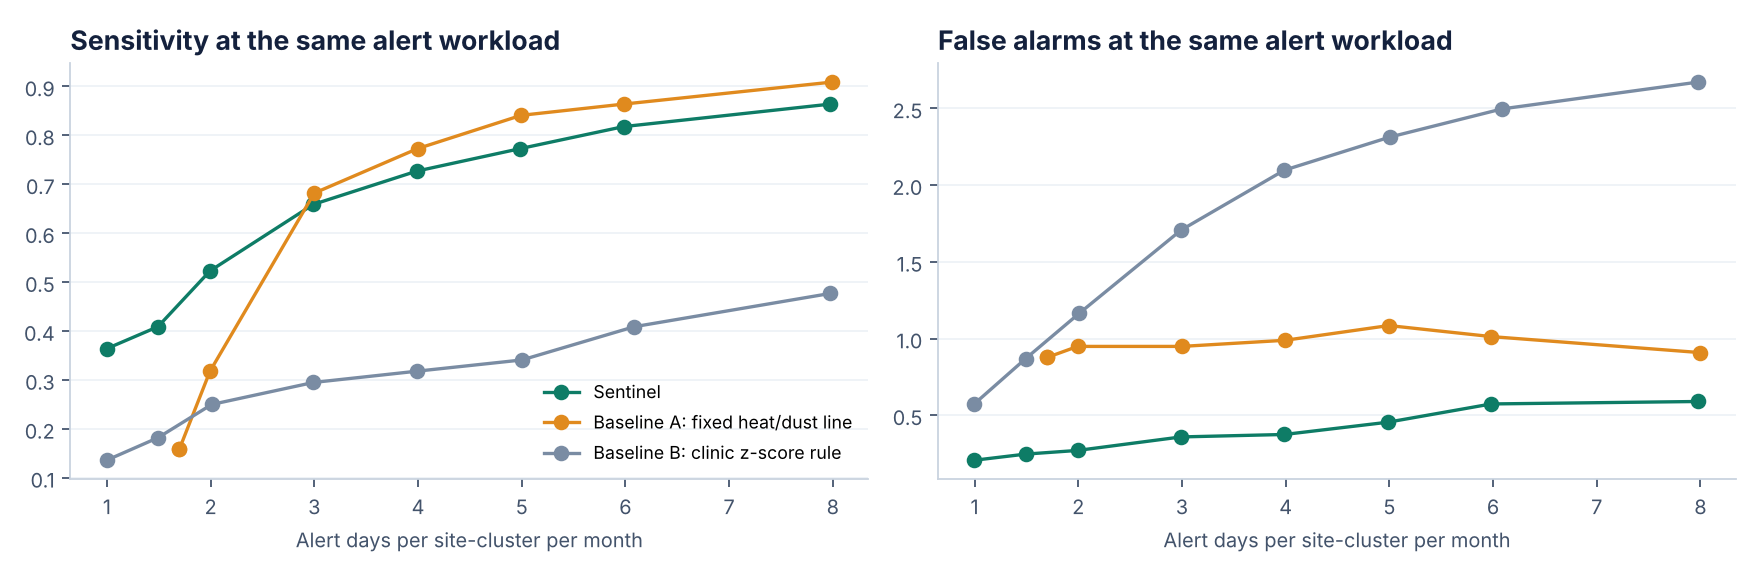 Sensitivity at the same alert workload
0.9
0.8
0.7
0.6
0.5
0.4
0.3
0.2
0.1
1 2 3 4 5 6 7 8
Alert days per site-cluster per month
Sentinel
Baseline A: fixed heat/dust line
Baseline B: clinic z-score rule
False alarms at the same alert workload
2.5
2.0
1.5
1.0
0.5
1 2 3 4 5 6 7 8
Alert days per site-cluster per month